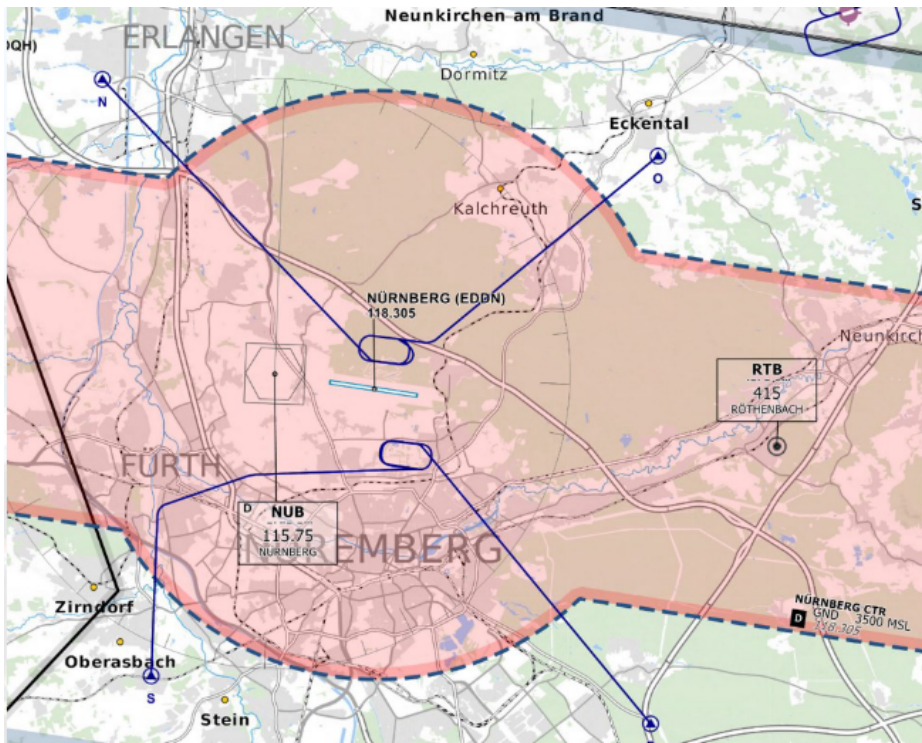 Neunkirchen am Brand
ERLANGEN
DQH)
Dormitz
N
Eckental
O
Kalchreuth
S
NÜRNBERG (EDDN)
118.305
Neunkirch
RTB
415
RÖTHENBACH
FÜRTH
D
NUB
115.75
NÜRNBERG
NUREMBERG
Zirndorf
NÜRNBERG CTR
D
GND 3500 MSL
118.305
Oberasbach
S
Stein